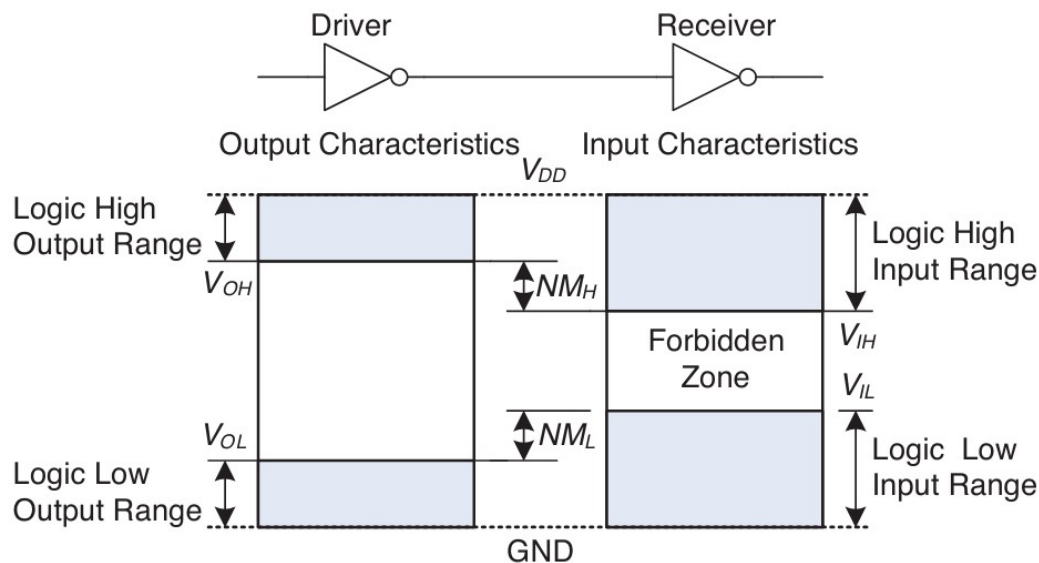 Driver
Receiver
Output Characteristics
Input Characteristics
VDD
Logic High
Output Range
Logic High
Input Range
VOH
NMH
VIH
Forbidden
Zone
VIL
VOL
NML
Logic Low
Output Range
Logic Low
Input Range
GND